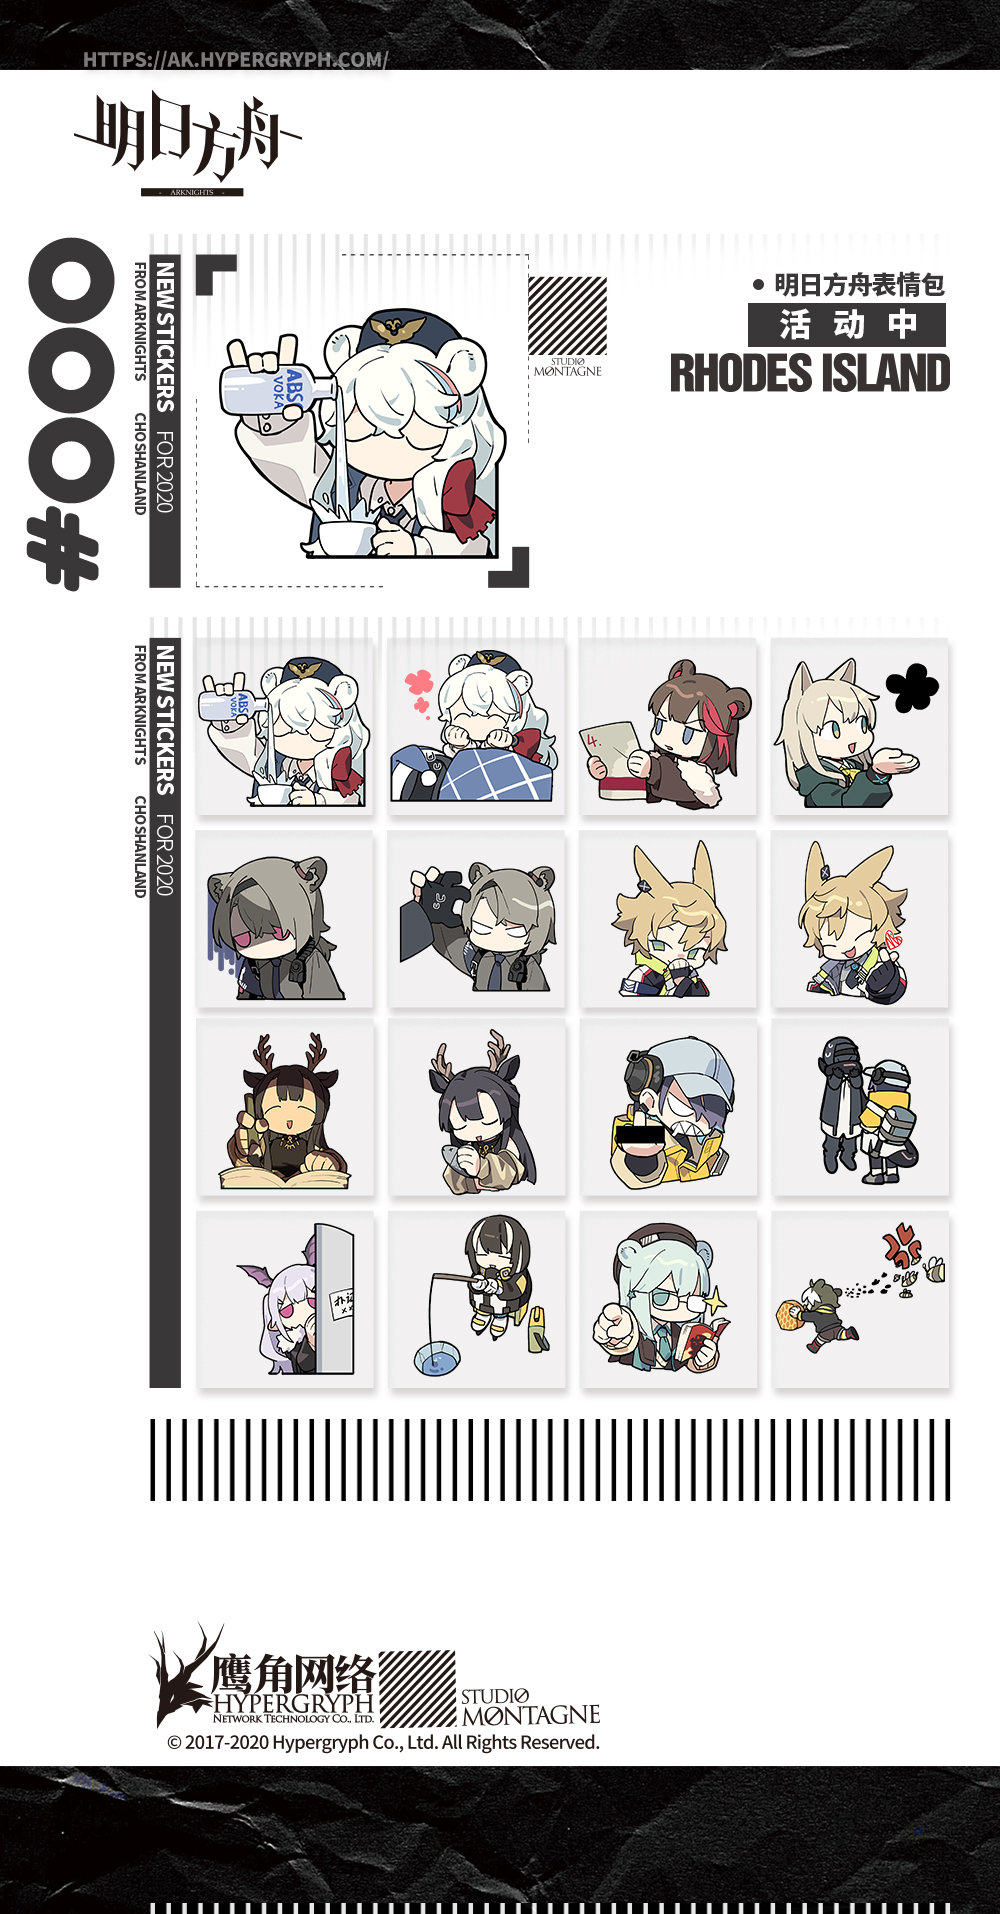 HTTPS://AK.HYPERGRYPH.COM/
明日方舟
- ARKNIGHTS -
000#
NEW STICKERS FOR 2020
FROM ARKNIGHTS CHOSHANLAND
ABSO
VOKA
STUDIO
MØNTAGNE
明日方舟表情包
活动中
RHODES ISLAND
NEW STICKERS FOR 2020
FROM ARKNIGHTS CHOSHANLAND
ABSO
VOKA
4.
鹰角网络
HYPERGRYPH
NETWORK TECHNOLOGY CO., LTD.
STUDIØ
MØNTAGNE
© 2017-2020 Hypergryph Co., Ltd. All Rights Reserved.